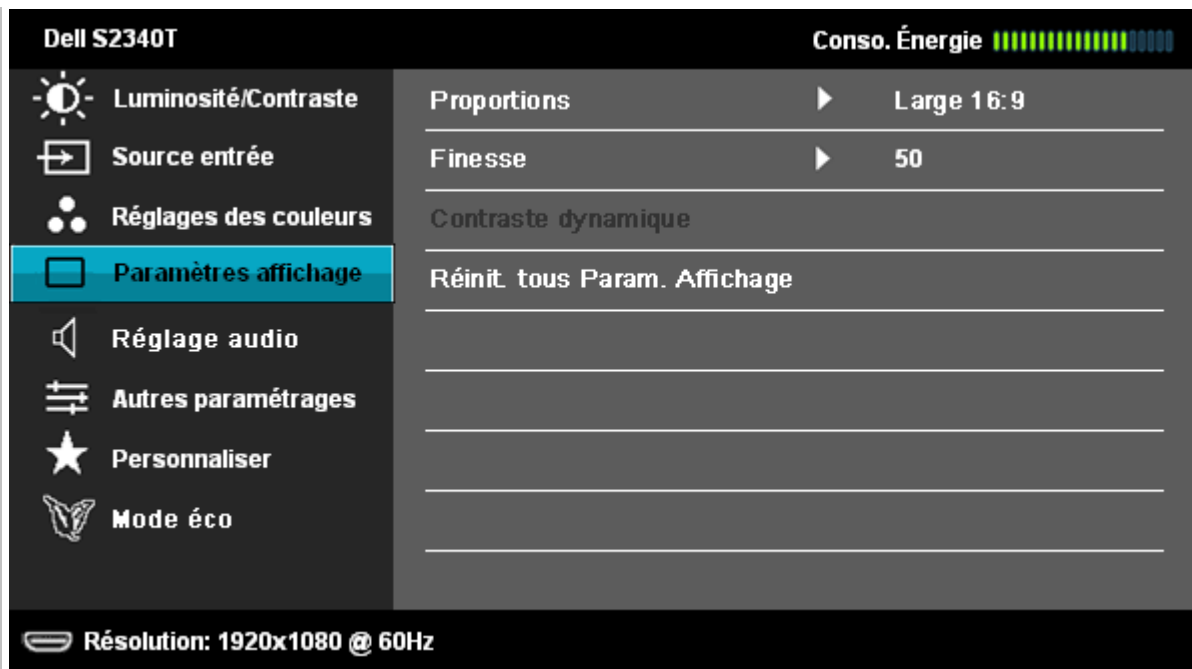 Dell S2340T
Conso. Énergie
Luminosité/Contraste
Proportions
Large 16:9
Source entrée
Finesse
50
Réglages des couleurs
Contraste dynamique
Paramètres affichage
Réinit. tous Param. Affichage
Réglage audio
Autres paramétrages
Personnaliser
Mode éco
Résolution: 1920x1080 @ 60Hz